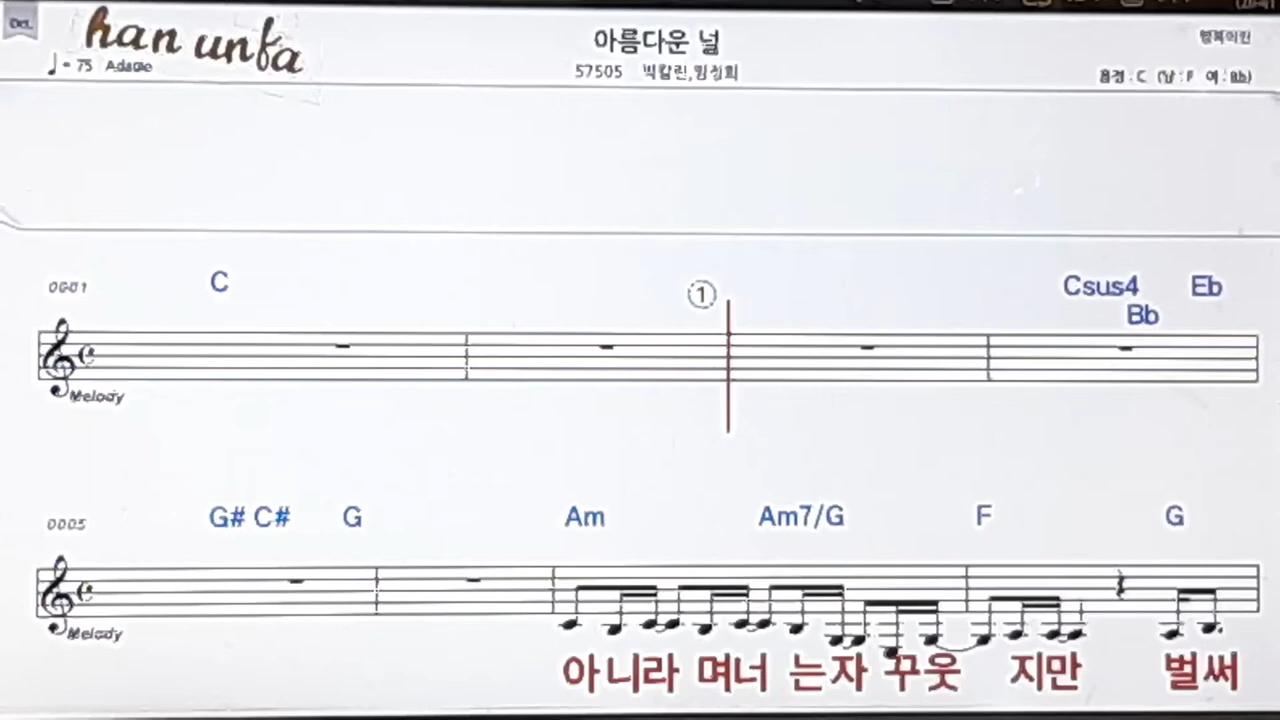 han unfa
아름다운 널
행복의문
♩= 75 Adagio
57505 박칼린,임정희
음정 : C (남 : F 여 : Bb)
0001 C ① Csus4 Eb
Bb
Melody
0005 G# C# G Am Am7/G F G
Melody
아니라 며너 는자 꾸웃 지만 벌써